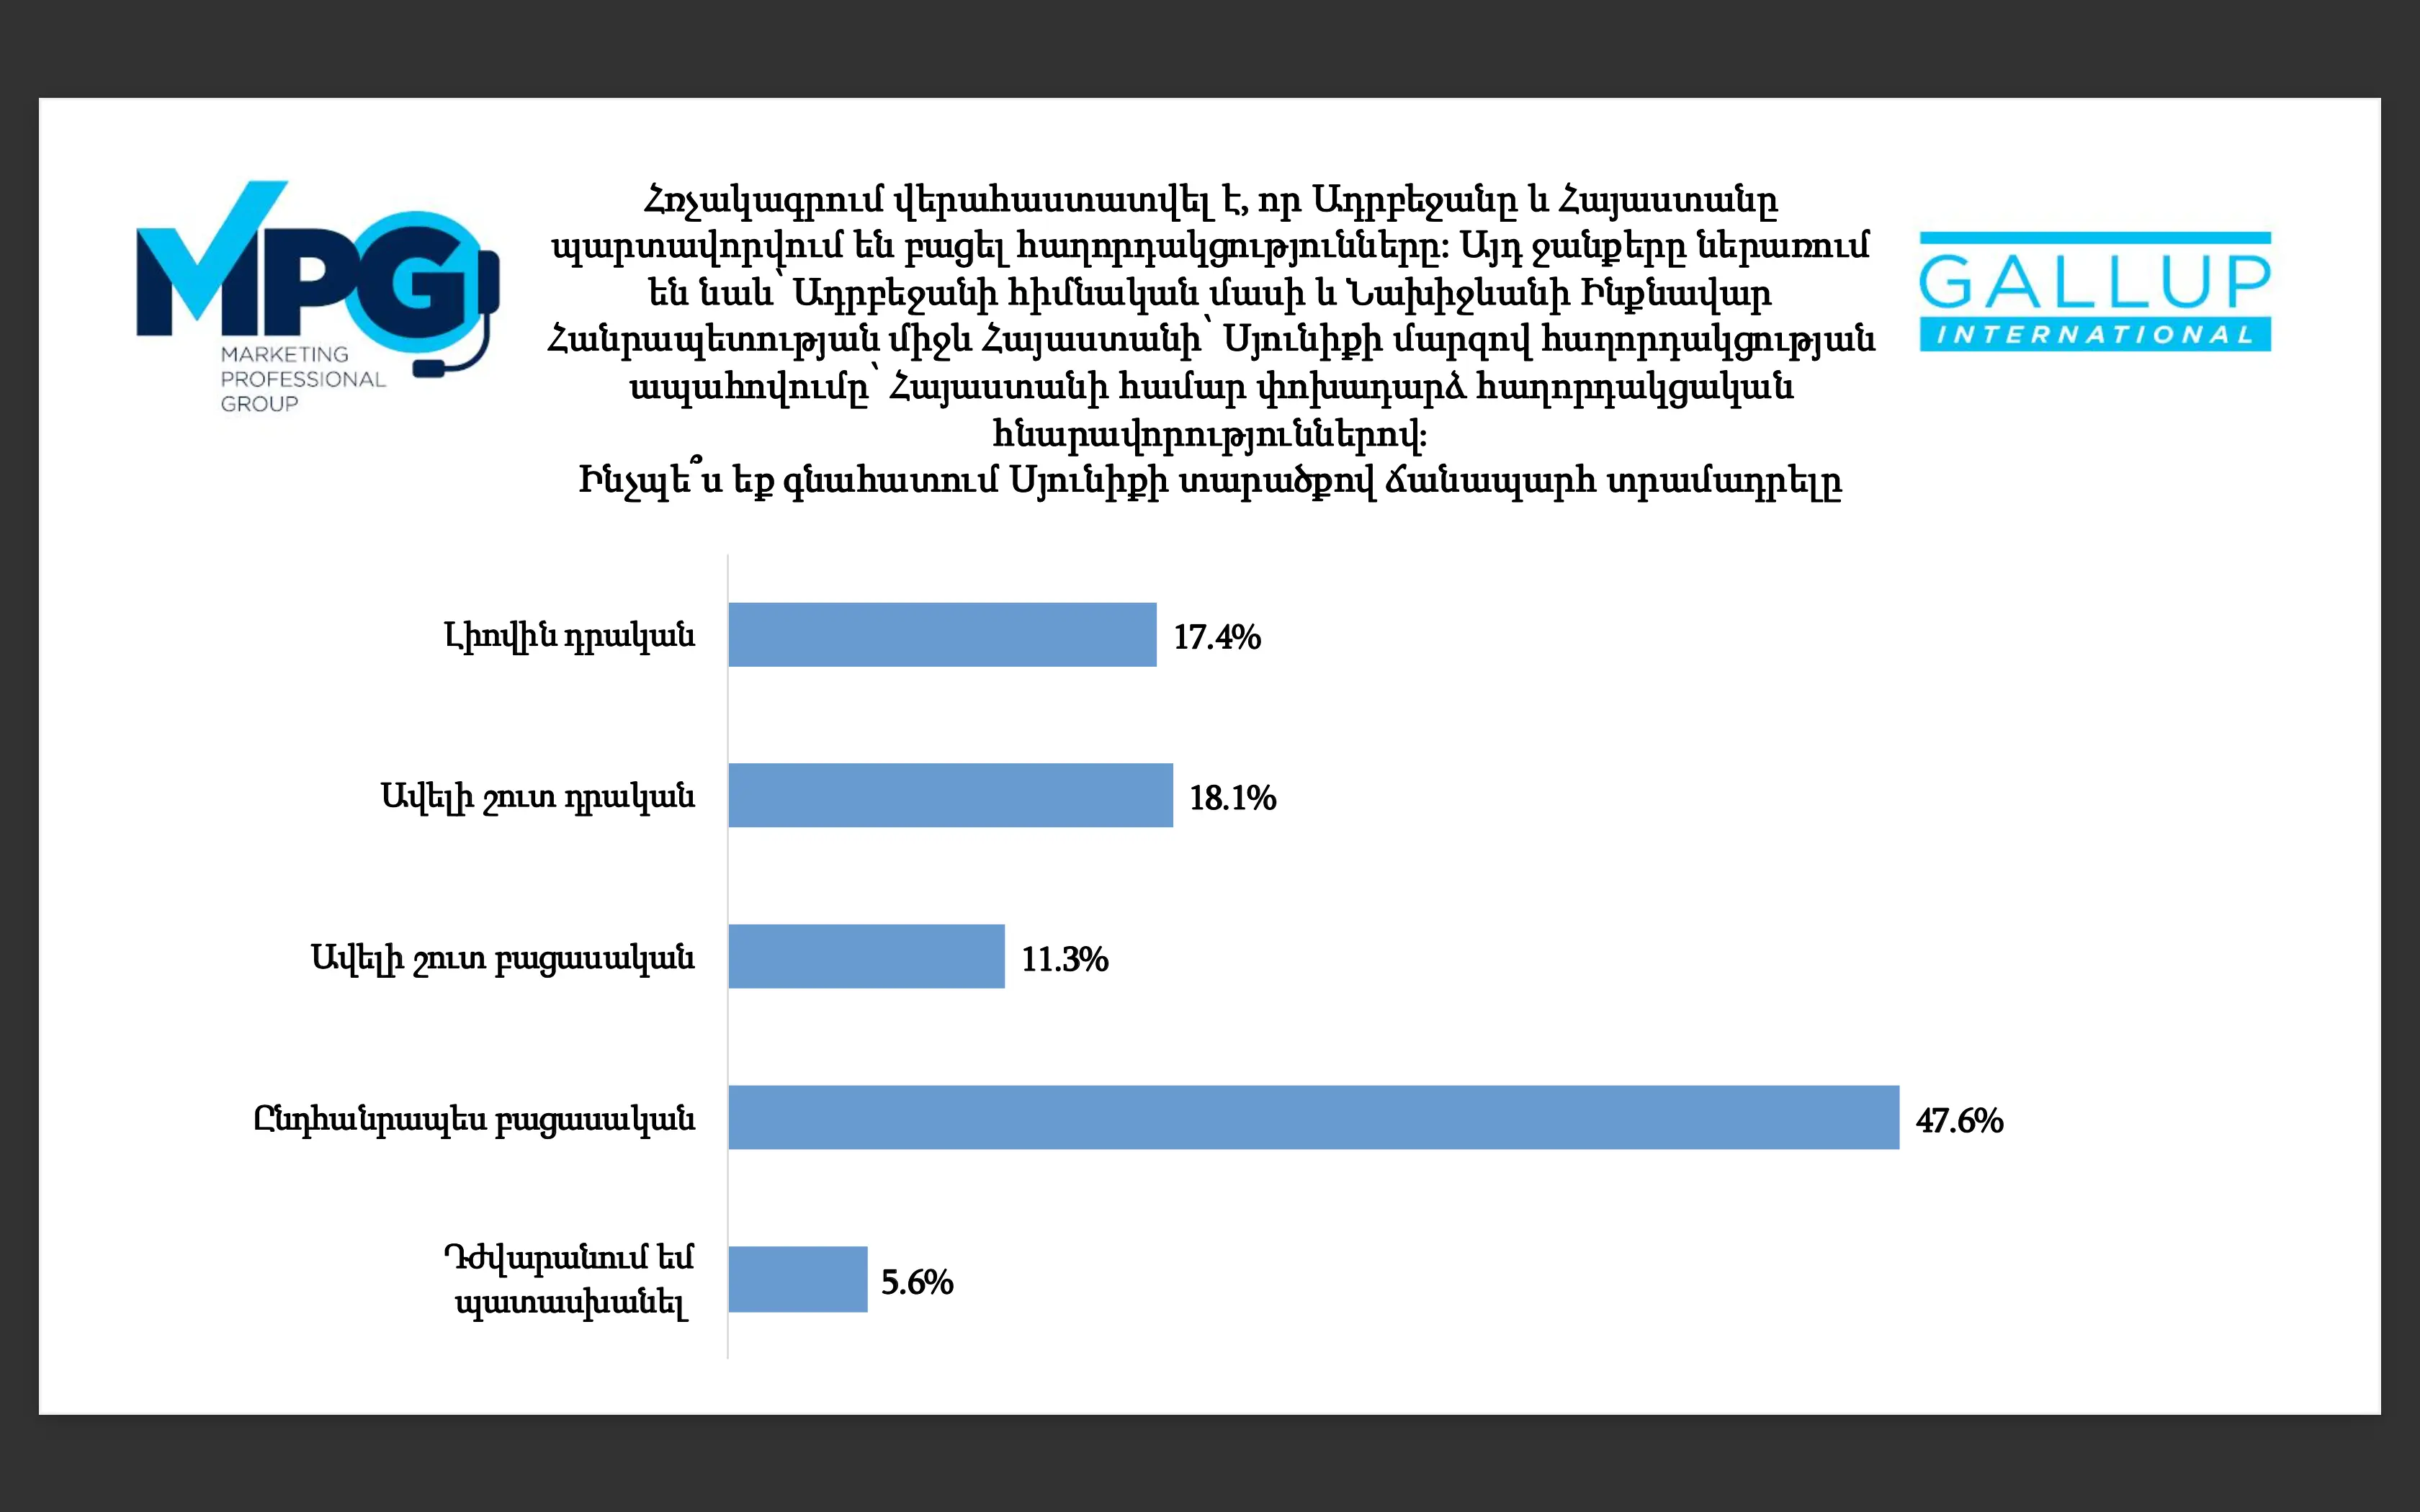 MPG
MARKETING
PROFESSIONAL
GROUP
Հռչակագրում վերահաստատվել է, որ Ադրբեջանը և Հայաստանը
պարտավորվում են բացել հաղորդակցությունները: Այդ ջանքերը ներառում
են նաև՝ Ադրբեջանի հիմնական մասի և Նախիջևանի Ինքնավար
Հանրապետության միջև Հայաստանի՝ Սյունիքի մարզով հաղորդակցության
ապահովումը՝ Հայաստանի համար փոխադարձ հաղորդակցական
հնարավորություններով:
Ինչպե՞ս եք գնահատում Սյունիքի տարածքով ճանապարհ տրամադրելը
GALLUP
INTERNATIONAL
Լիովին դրական 17.4%
Ավելի շուտ դրական 18.1%
Ավելի շուտ բացասական 11.3%
Ընդհանրապես բացասական 47.6%
Դժվարանում եմ
պատասխանել 5.6%